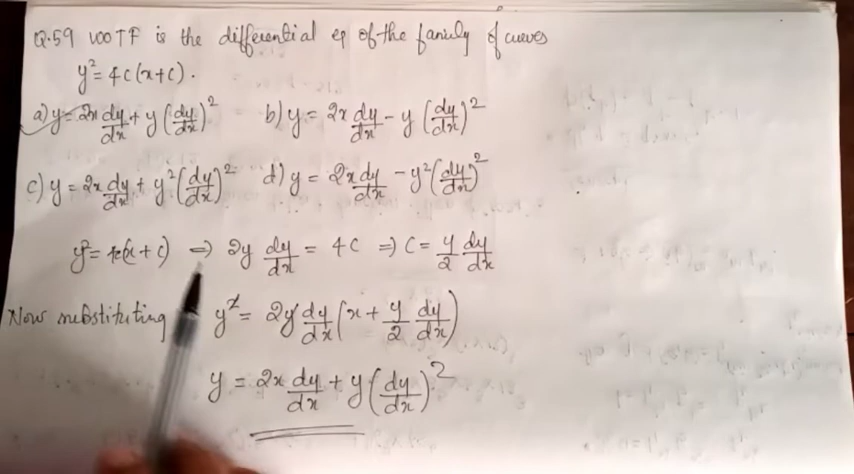 Q.59 WOOTF is the differential eq of the family of curves
y² = 4c(x+c).
a) y = 2x dy/dx + y (dy/dx)² b) y = 2x dy/dx - y (dy/dx)²
c) y = 2x dy/dx + y² (dy/dx)² d) y = 2x dy/dx - y² (dy/dx)²
y² = 4c(x+c) ⇒ 2y dy/dx = 4c ⇒ c = y/2 dy/dx
Now substituting y² = 2y dy/dx (x + y/2 dy/dx)
y = 2x dy/dx + y (dy/dx)²